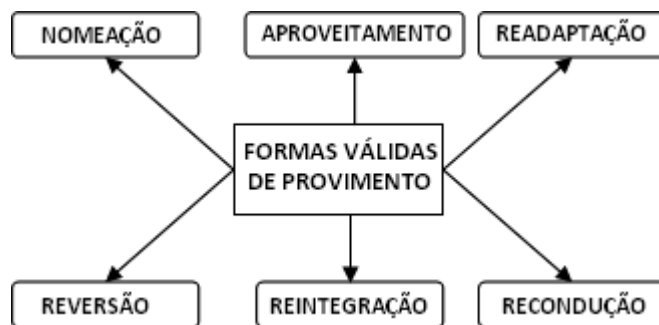 NOMEAÇÃO
APROVEITAMENTO
READAPTAÇÃO
FORMAS VÁLIDAS
DE PROVIMENTO
REVERSÃO
REINTEGRAÇÃO
RECONDUÇÃO